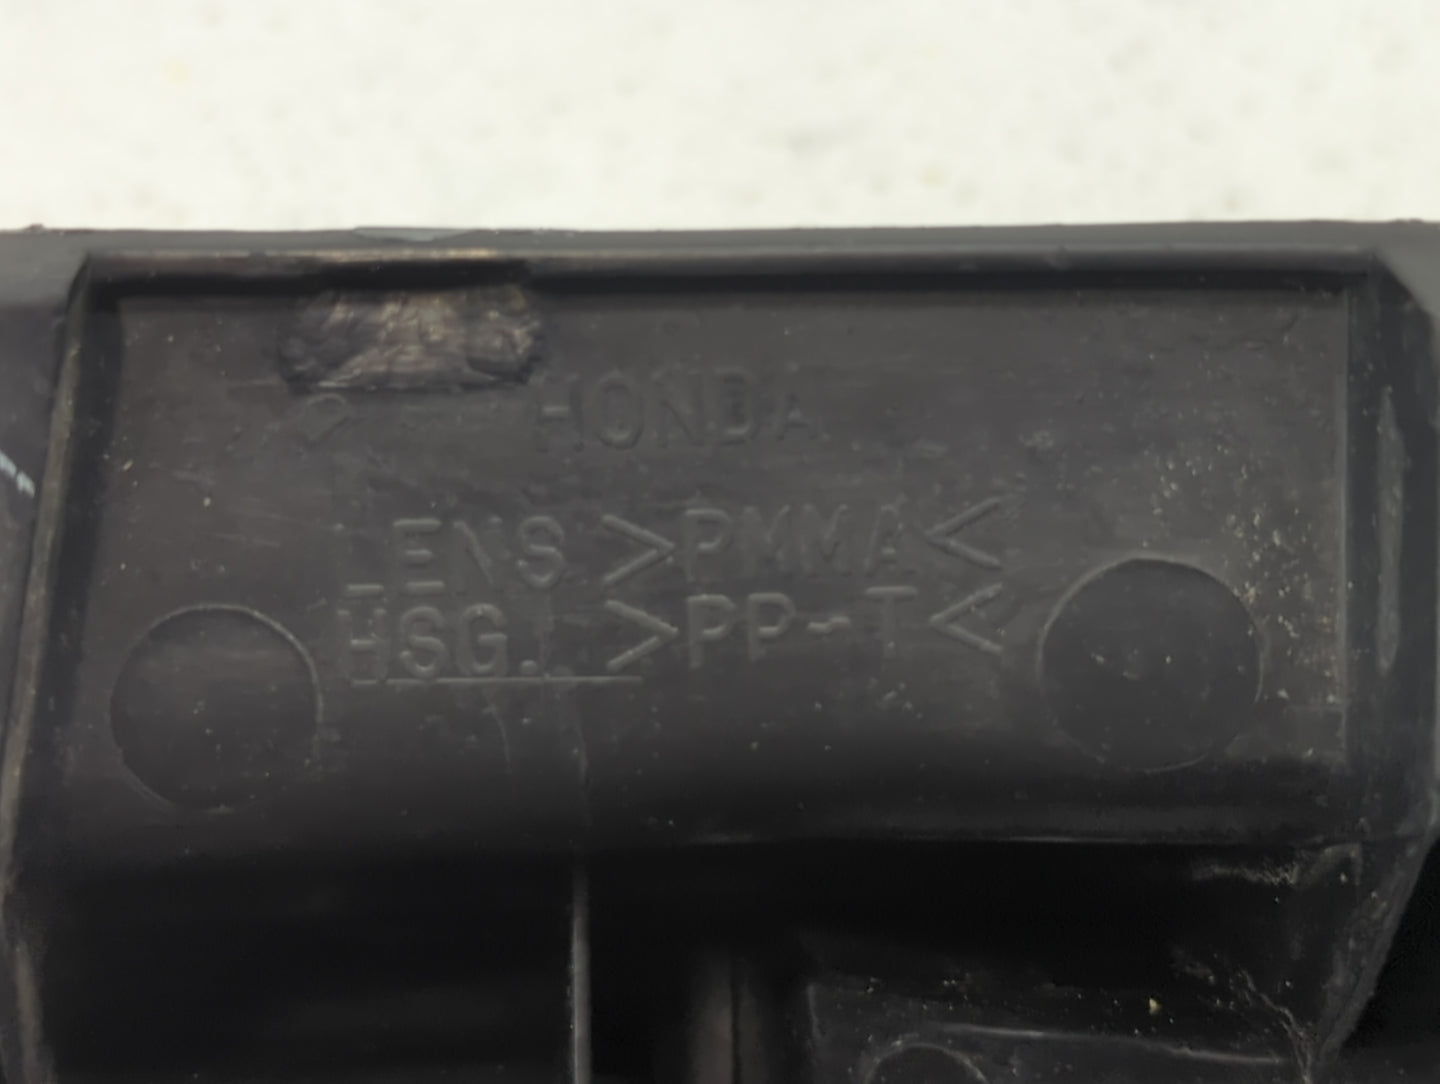 HONDA
LENS >PMMA<
HSG. >PP-T<